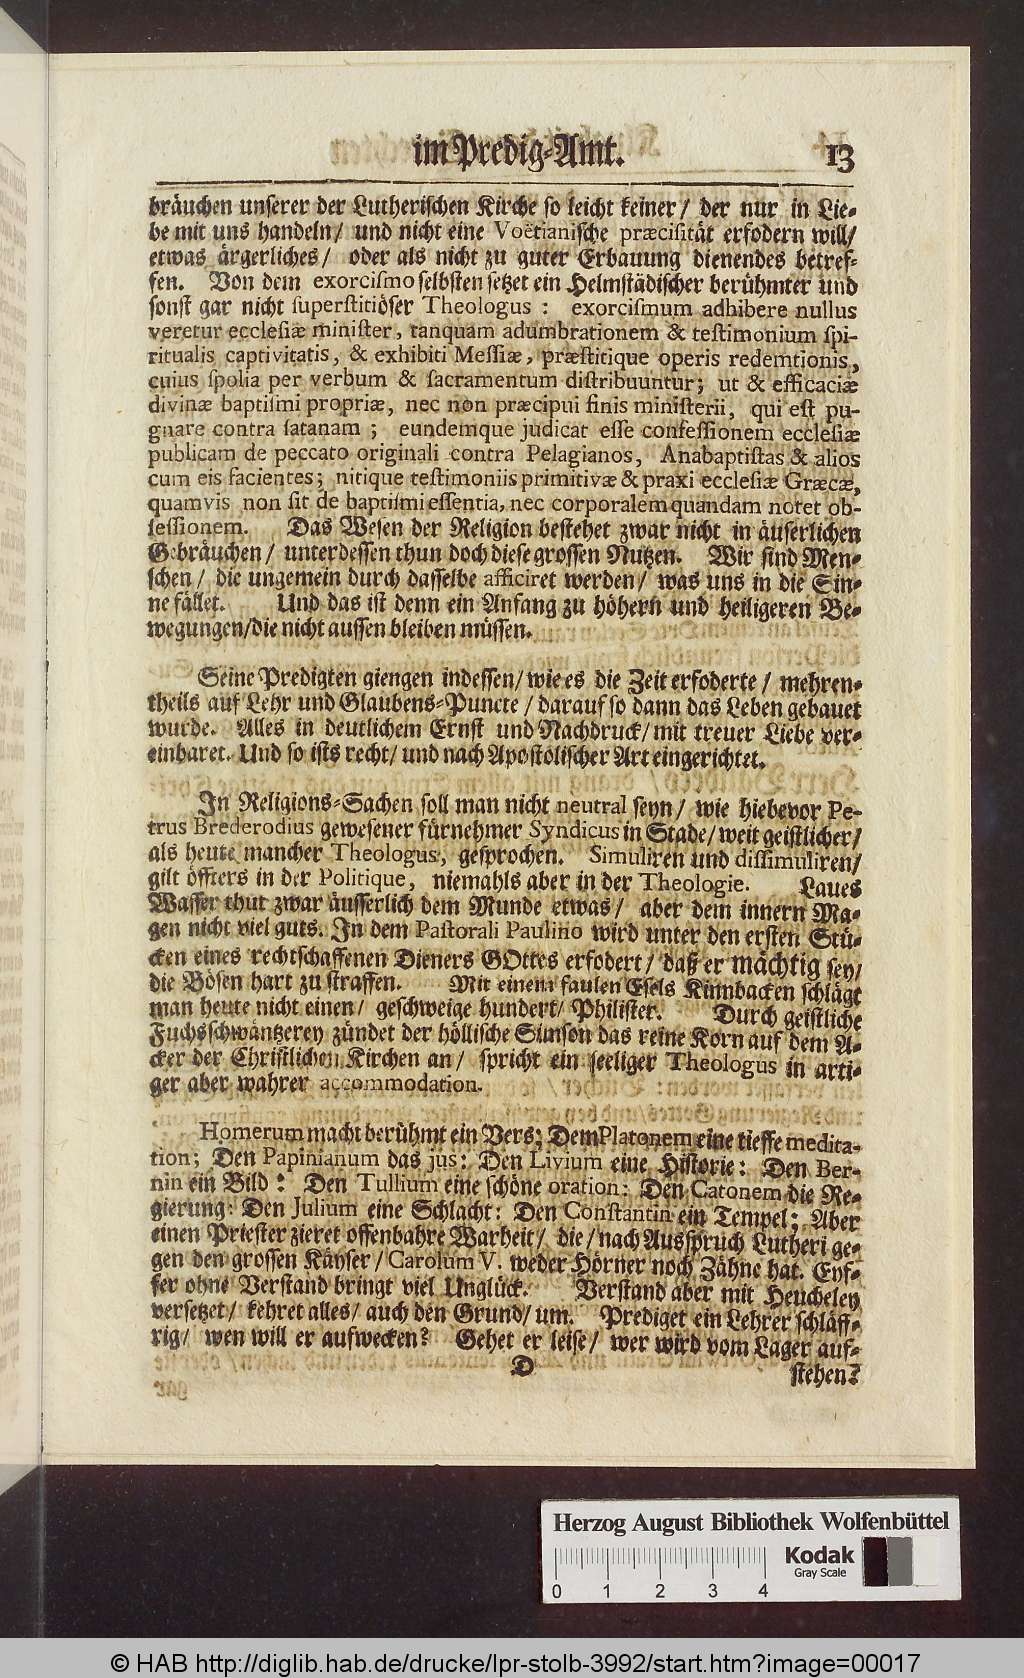 im Predig-Amt. 13
bräuchen unserer der Lutherischen Kirche so leicht keiner/ der nur in Lie-
be mit uns handeln/ und nicht eine Voëtianische præcisität erfodern will/
etwas ärgerliches/ oder als nicht zu guter Erbauung dienendes betref-
fen. Von dem exorcismo selbsten setzet ein Helmstädischer berühmter und
sonst gar nicht superstitiöser Theologus : exorcismum adhibere nullus
veretur ecclesiæ minister, tanquam adumbrationem & testimonium spi-
ritualis captivitatis, & exhibiti Messiæ, præstitique operis redemtionis,
cuius spolia per verbum & sacramentum distribuuntur; ut & efficaciæ
divinæ baptismi propriæ, nec non præcipui finis ministerii, qui est pu-
gnare contra satanam ; eundemque judicat esse confessionem ecclesiæ
publicam de peccato originali contra Pelagianos, Anabaptistas & alios
cum eis facientes; nitique testimoniis primitivæ & praxi ecclesiæ Græcæ,
quamvis non sit de baptismi essentia, nec corporalem quandam notet ob-
sessionem. Das Wesen der Religion bestehet zwar nicht in äuserlichen
Gebräuchen/ unterdessen thun doch diese grossen Nutzen. Wir sind Men-
schen/ die ungemein durch dasselbe afficiret werden/ was uns in die Sin-
ne fället. Und das ist denn ein Anfang zu höhern und heiligeren Be-
wegungen/die nicht aussen bleiben müssen.
Seine Predigten giengen indessen/ wie es die Zeit erfoderte/ mehren-
theils auf Lehr und Glaubens-Puncte/ darauf so dann das Leben gebauet
wurde. Alles in deutlichem Ernst und Nachdruck/ mit treuer Liebe ver-
einbaret. Und so ists recht/ und nach Apostolischer Art eingerichtet.
In Religions-Sachen soll man nicht neutral seyn/ wie hiebevor Pe-
trus Brederodius gewesener fürnehmer Syndicus in Stade/ weit geistlicher/
als heute mancher Theologus, gesprochen. Simuliren und dissimuliren/
gilt öffters in der Politique, niemahls aber in der Theologie. Laues
Wasser thut zwar äusserlich dem Munde etwas/ aber dem innern Ma-
gen nicht viel guts. In dem Pastorali Paulino wird unter den ersten Stü-
cken eines rechtschaffenen Dieners GOttes erfodert/ daß er mächtig sey/
die Bösen hart zu straffen. Mit einem faulen Esels Kinnbacken schlägt
man heute nicht einen/ geschweige hundert/ Philister. Durch geistliche
Fuchsschwäntzerey zündet der höllische Simson das reine Korn auf dem A-
cker der Christlichen Kirchen an/ spricht ein seeliger Theologus in arti-
ger aber wahrer accommodation.
Homerum macht berühmt ein Vers; Dem Platonem eine tieffe medita-
tion; Den Papinianum das jus: Den Livium eine Historie: Den Ber-
nin ein Bild: Den Tullium eine schöne oration: Den Catonem die Re-
gierung: Den Julium eine Schlacht: Den Constantin ein Tempel; Aber
einen Priester zieret offenbahre Warheit/ die/ nach Ausspruch Lutheri ge-
gen den grossen Käyser/ Carolum V. weder Hörner noch Zähne hat. Eyf-
fer ohne Verstand bringt viel Unglück. Verstand aber mit Heucheley
versetzet/ kehret alles/ auch den Grund/ um. Prediget ein Lehrer schläff-
rig/ wen will er aufwecken? Gehet er leise/ wer wird vom Lager auf-
D stehen?
Herzog August Bibliothek Wolfenbüttel
Kodak
Gray Scale
0 1 2 3 4
© HAB http://diglib.hab.de/drucke/lpr-stolb-3992/start.htm?image=00017